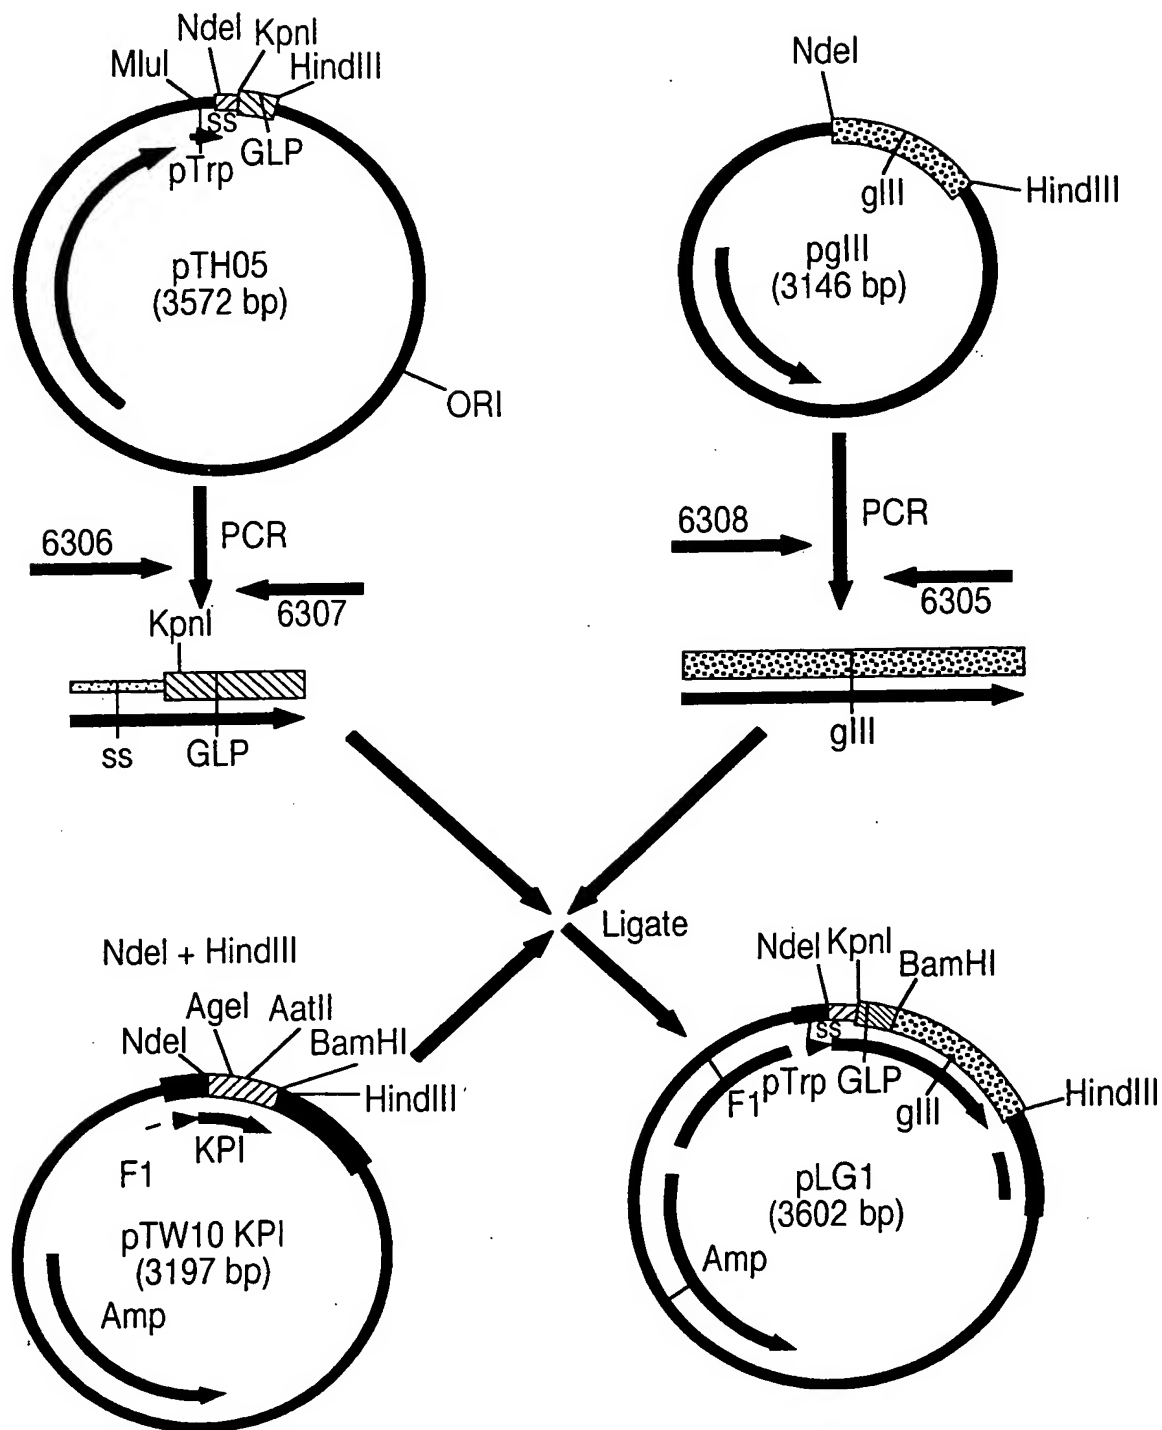 NdeI
KpnI
MluI
HindIII
ss
GLP
pTrp
pTH05
(3572 bp)
ORI
NdeI
gIII
HindIII
pgIII
(3146 bp)
PCR
6306
6307
KpnI
ss
GLP
PCR
6308
6305
gIII
Ligate
NdeI + HindIII
AgeI
AatII
NdeI
BamHI
HindIII
KPI
F1
pTW10 KPI
(3197 bp)
Amp
NdeI
KpnI
BamHI
ss
F1
pTrp
GLP
gIII
HindIII
pLG1
(3602 bp)
Amp